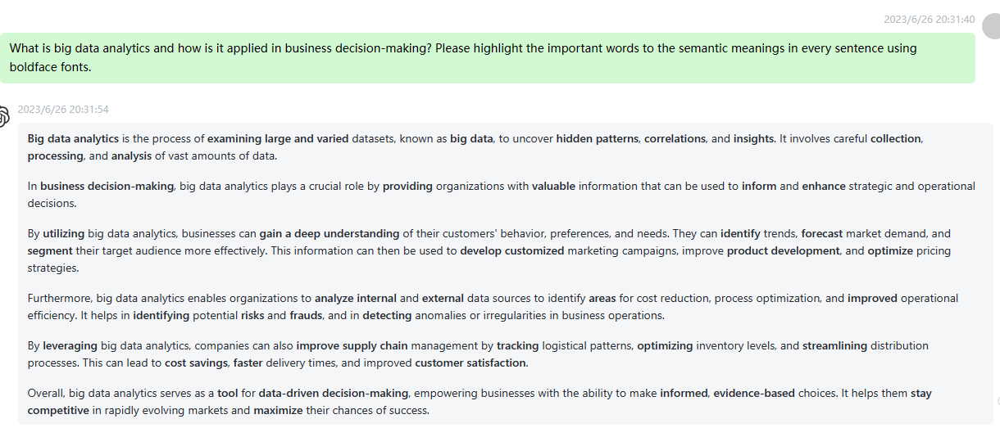 2023/6/26 20:31:40
What is big data analytics and how is it applied in business decision-making? Please highlight the important words to the semantic meanings in every sentence using
boldface fonts.
2023/6/26 20:31:54
Big data analytics is the process of examining large and varied datasets, known as big data, to uncover hidden patterns, correlations, and insights. It involves careful collection,
processing, and analysis of vast amounts of data.
In business decision-making, big data analytics plays a crucial role by providing organizations with valuable information that can be used to inform and enhance strategic and operational
decisions.
By utilizing big data analytics, businesses can gain a deep understanding of their customers' behavior, preferences, and needs. They can identify trends, forecast market demand, and
segment their target audience more effectively. This information can then be used to develop customized marketing campaigns, improve product development, and optimize pricing
strategies.
Furthermore, big data analytics enables organizations to analyze internal and external data sources to identify areas for cost reduction, process optimization, and improved operational
efficiency. It helps in identifying potential risks and frauds, and in detecting anomalies or irregularities in business operations.
By leveraging big data analytics, companies can also improve supply chain management by tracking logistical patterns, optimizing inventory levels, and streamlining distribution
processes. This can lead to cost savings, faster delivery times, and improved customer satisfaction.
Overall, big data analytics serves as a tool for data-driven decision-making, empowering businesses with the ability to make informed, evidence-based choices. It helps them stay
competitive in rapidly evolving markets and maximize their chances of success.